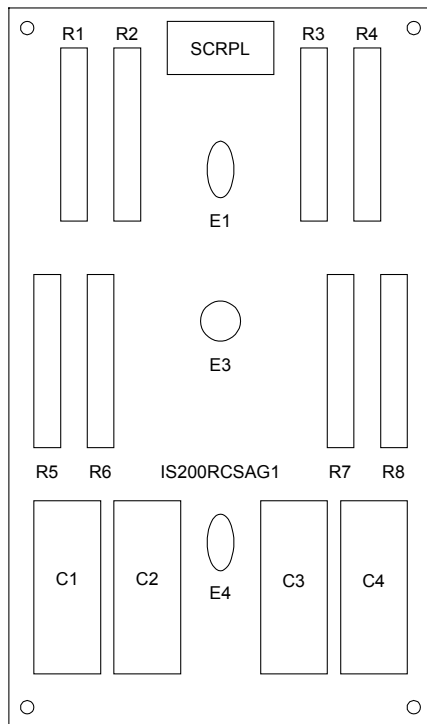 R1 R2 SCRPL R3 R4
E1
E3
R5 R6 IS200RCSAG1 R7 R8
C1 C2 C3 C4
E4